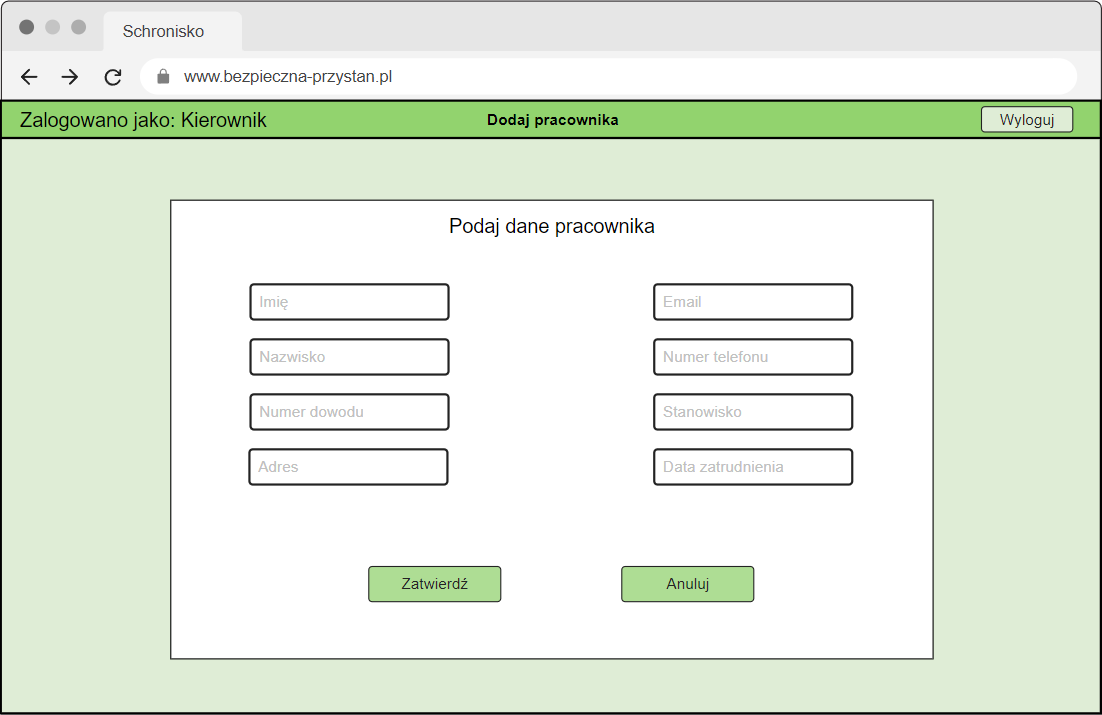 Schronisko
www.bezpieczna-przystan.pl
Zalogowano jako: Kierownik
Dodaj pracownika
Wyloguj
Podaj dane pracownika
Imię
Email
Nazwisko
Numer telefonu
Numer dowodu
Stanowisko
Adres
Data zatrudnienia
Zatwierdź
Anuluj